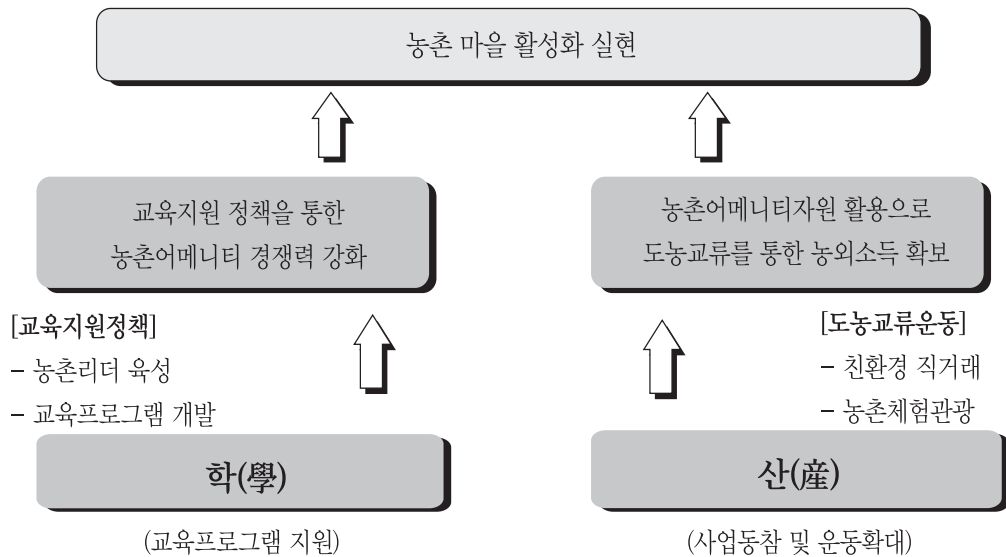 농촌 마을 활성화 실현
교육지원 정책을 통한
농촌어메니티 경쟁력 강화
농촌어메니티자원 활용으로
도농교류를 통한 농외소득 확보
[교육지원정책]
- 농촌리더 육성
- 교육프로그램 개발
[도농교류운동]
- 친환경 직거래
- 농촌체험관광
학(學)
(교육프로그램 지원)
산(産)
(사업동참 및 운동확대)